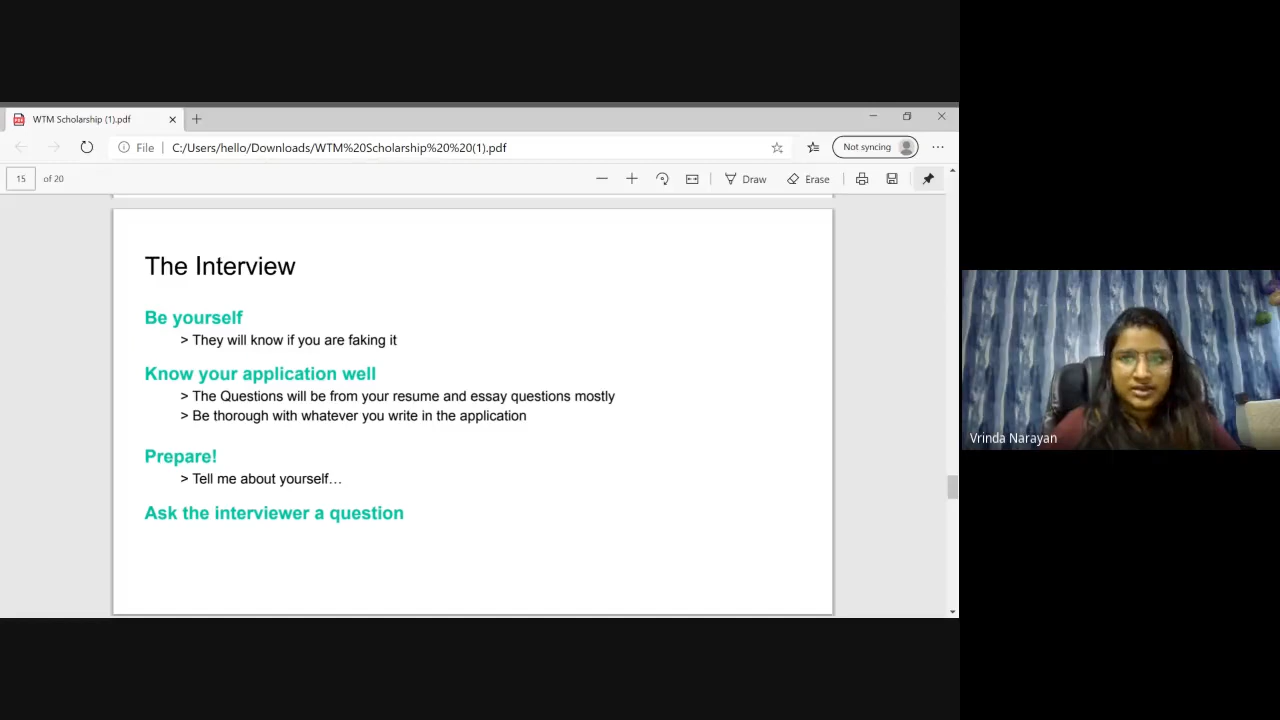 WTM Scholarship (1).pdf
File
C:/Users/hello/Downloads/WTM%20Scholarship%20%20(1).pdf
Not syncing
15
of 20
Draw
Erase
The Interview
Be yourself
> They will know if you are faking it
Know your application well
> The Questions will be from your resume and essay questions mostly
> Be thorough with whatever you write in the application
Prepare!
> Tell me about yourself…
Ask the interviewer a question
Vrinda Narayan